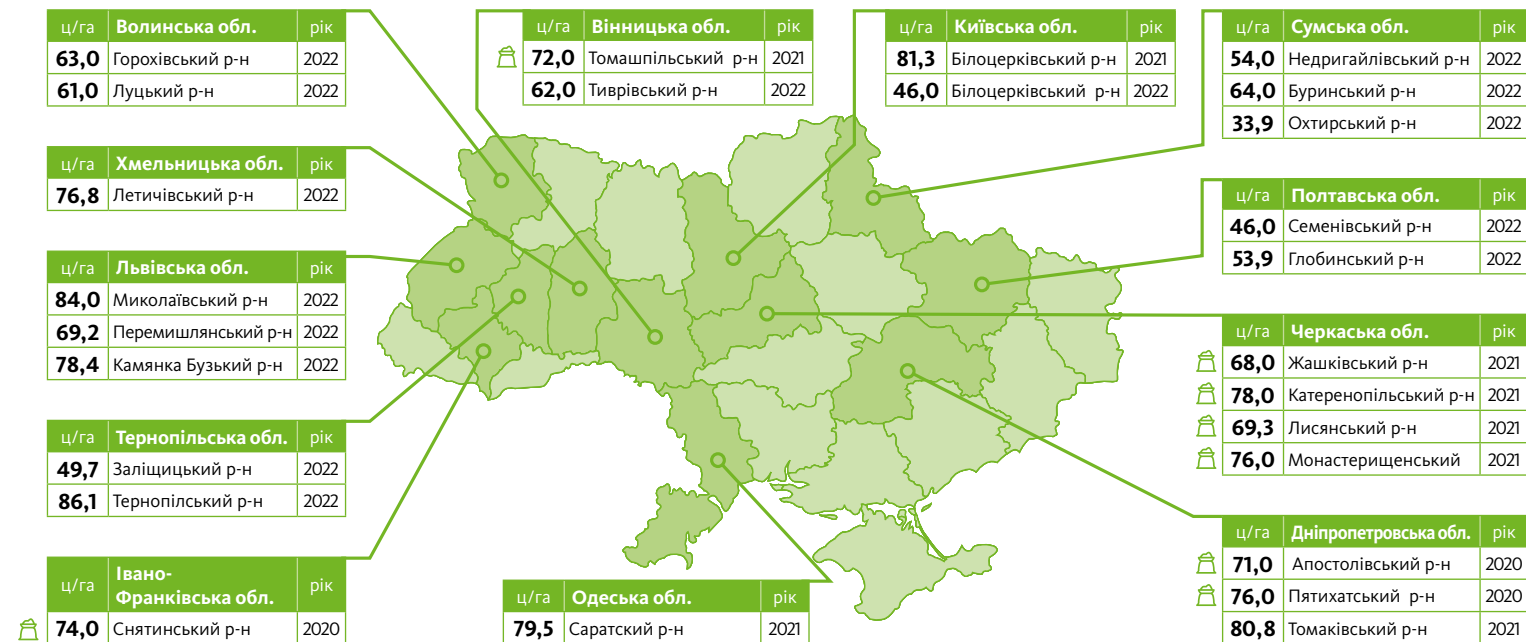 ц/га Волинська обл. рік
63,0 Горохівський р-н 2022
61,0 Луцький р-н 2022
ц/га Вінницька обл. рік
72,0 Томашпільський р-н 2021
62,0 Тиврівський р-н 2022
ц/га Київська обл. рік
81,3 Білоцерківський р-н 2021
46,0 Білоцерківський р-н 2022
ц/га Сумська обл. рік
54,0 Недригайлівський р-н 2022
64,0 Буринський р-н 2022
33,9 Охтирський р-н 2022
ц/га Хмельницька обл. рік
76,8 Летичівський р-н 2022
ц/га Полтавська обл. рік
46,0 Семенівський р-н 2022
53,9 Глобинський р-н 2022
ц/га Львівська обл. рік
84,0 Миколаївський р-н 2022
69,2 Перемишлянський р-н 2022
78,4 Камянка Бузький р-н 2022
ц/га Черкаська обл. рік
68,0 Жашківський р-н 2021
78,0 Катеренопільський р-н 2021
69,3 Лисянський р-н 2021
76,0 Монастерищенський 2021
ц/га Тернопільська обл. рік
49,7 Заліщицький р-н 2022
86,1 Тернопілський р-н 2022
ц/га Дніпропетровська обл. рік
71,0 Апостолівський р-н 2020
76,0 Пятихатський р-н 2020
80,8 Томаківський р-н 2021
ц/га Івано-
Франківська обл. рік
74,0 Снятинський р-н 2020
ц/га Одеська обл. рік
79,5 Саратский р-н 2021